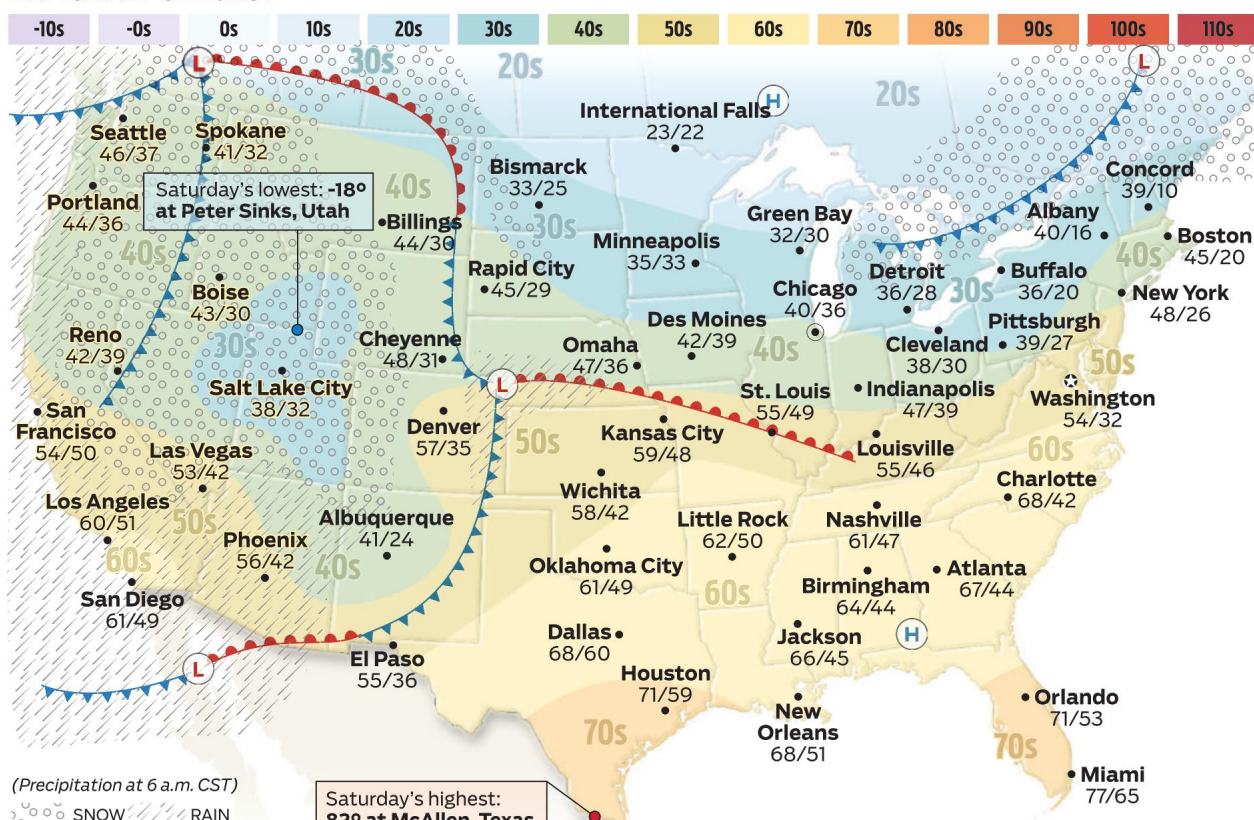 -10s -0s 0s 10s 20s 30s 40s 50s 60s 70s 80s 90s 100s 110s
L
L
30s
20s
20s
H
International Falls
23/22
Seattle
46/37
Spokane
41/32
Bismarck
33/25
Concord
39/10
Saturday's lowest: -18º
at Peter Sinks, Utah
40s
Portland
44/36
Billings
44/30
30s
Green Bay
32/30
Albany
40/16
Boston
45/20
40s
40s
Minneapolis
35/33
Rapid City
45/29
Detroit
36/28
30s
Buffalo
36/20
Boise
43/30
Chicago
40/36
New York
48/26
Reno
42/39
30s
Cheyenne
48/31
Omaha
47/36
Des Moines
42/39
40s
Cleveland
38/30
Pittsburgh
39/27
50s
Salt Lake City
38/32
L
St. Louis
55/49
Indianapolis
47/39
Washington
54/32
San
Francisco
54/50
Denver
57/35
50s
Kansas City
59/48
Louisville
55/46
60s
Las Vegas
53/42
Wichita
58/42
Charlotte
68/42
Los Angeles
60/51
50s
Albuquerque
41/24
Little Rock
62/50
Nashville
61/47
60s
Phoenix
56/42
40s
Oklahoma City
61/49
60s
Birmingham
64/44
Atlanta
67/44
San Diego
61/49
Dallas
68/60
Jackson
66/45
H
L
El Paso
55/36
Houston
71/59
New
Orleans
68/51
Orlando
71/53
70s
70s
Miami
77/65
(Precipitation at 6 a.m. CST)
SNOW RAIN
Saturday's highest:
82º at McAllen, Texas